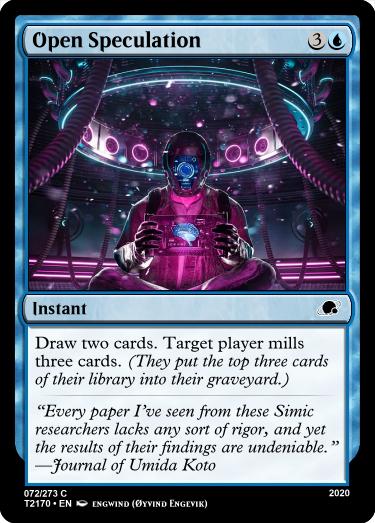 Open Speculation 3
Instant
Draw two cards. Target player mills
three cards. (They put the top three cards
of their library into their graveyard.)
“Every paper I’ve seen from these Simic
researchers lacks any sort of rigor, and yet
the results of their findings are undeniable.”
—Journal of Umida Koto
072/273 C 2020
T2170 • EN ENGWIND (ØYVIND ENGEVIK)